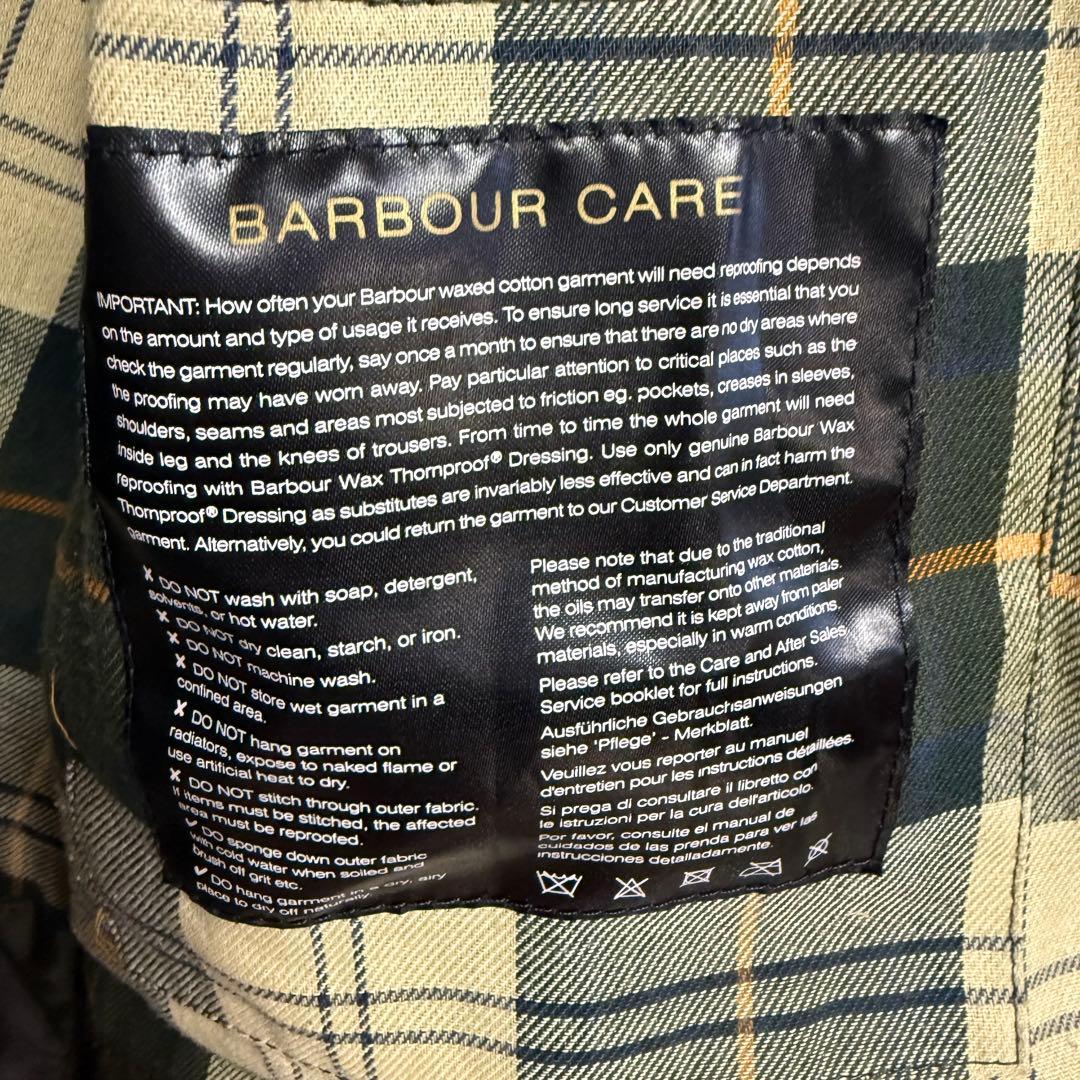 BARBOUR CARE
IMPORTANT: How often your Barbour waxed cotton garment will need reproofing depends
on the amount and type of usage it receives. To ensure long service it is essential that you
check the garment regularly, say once a month to ensure that there are no dry areas where
the proofing may have worn away. Pay particular attention to critical places such as the
shoulders, seams and areas most subjected to friction eg. pockets, creases in sleeves,
inside leg and the knees of trousers. From time to time the whole garment will need
reproofing with Barbour Wax Thornproof® Dressing. Use only genuine Barbour Wax
Thornproof® Dressing as substitutes are invariably less effective and can in fact harm the
garment. Alternatively, you could return the garment to our Customer Service Department.
✗ DO NOT wash with soap, detergent,
solvents, or hot water.
✗ DO NOT dry clean, starch, or iron.
✗ DO NOT machine wash.
✗ DO NOT store wet garment in a
confined area.
✗ DO NOT hang garment on
radiators, expose to naked flame or
use artificial heat to dry.
✗ DO NOT stitch through outer fabric.
If items must be stitched, the affected
area must be reproofed.
✓ DO sponge down outer fabric
with cold water when soiled and
brush off grit etc.
✓ DO hang garment in a dry, airy
place to dry off naturally
Please note that due to the traditional
method of manufacturing wax cotton,
the oils may transfer onto other materials.
We recommend it is kept away from paler
materials, especially in warm conditions.
Please refer to the Care and After Sales
Service booklet for full instructions.
Ausführliche Gebrauchsanweisungen
siehe 'Pflege' - Merkblatt.
Veuillez vous reporter au manuel
d'entretien pour les instructions détaillées.
Si prega di consultare il libretto con
le istruzioni per la cura dell'articolo.
Por favor, consulte el manual de
cuidados de las prenda para ver las
instrucciones detalladamente.